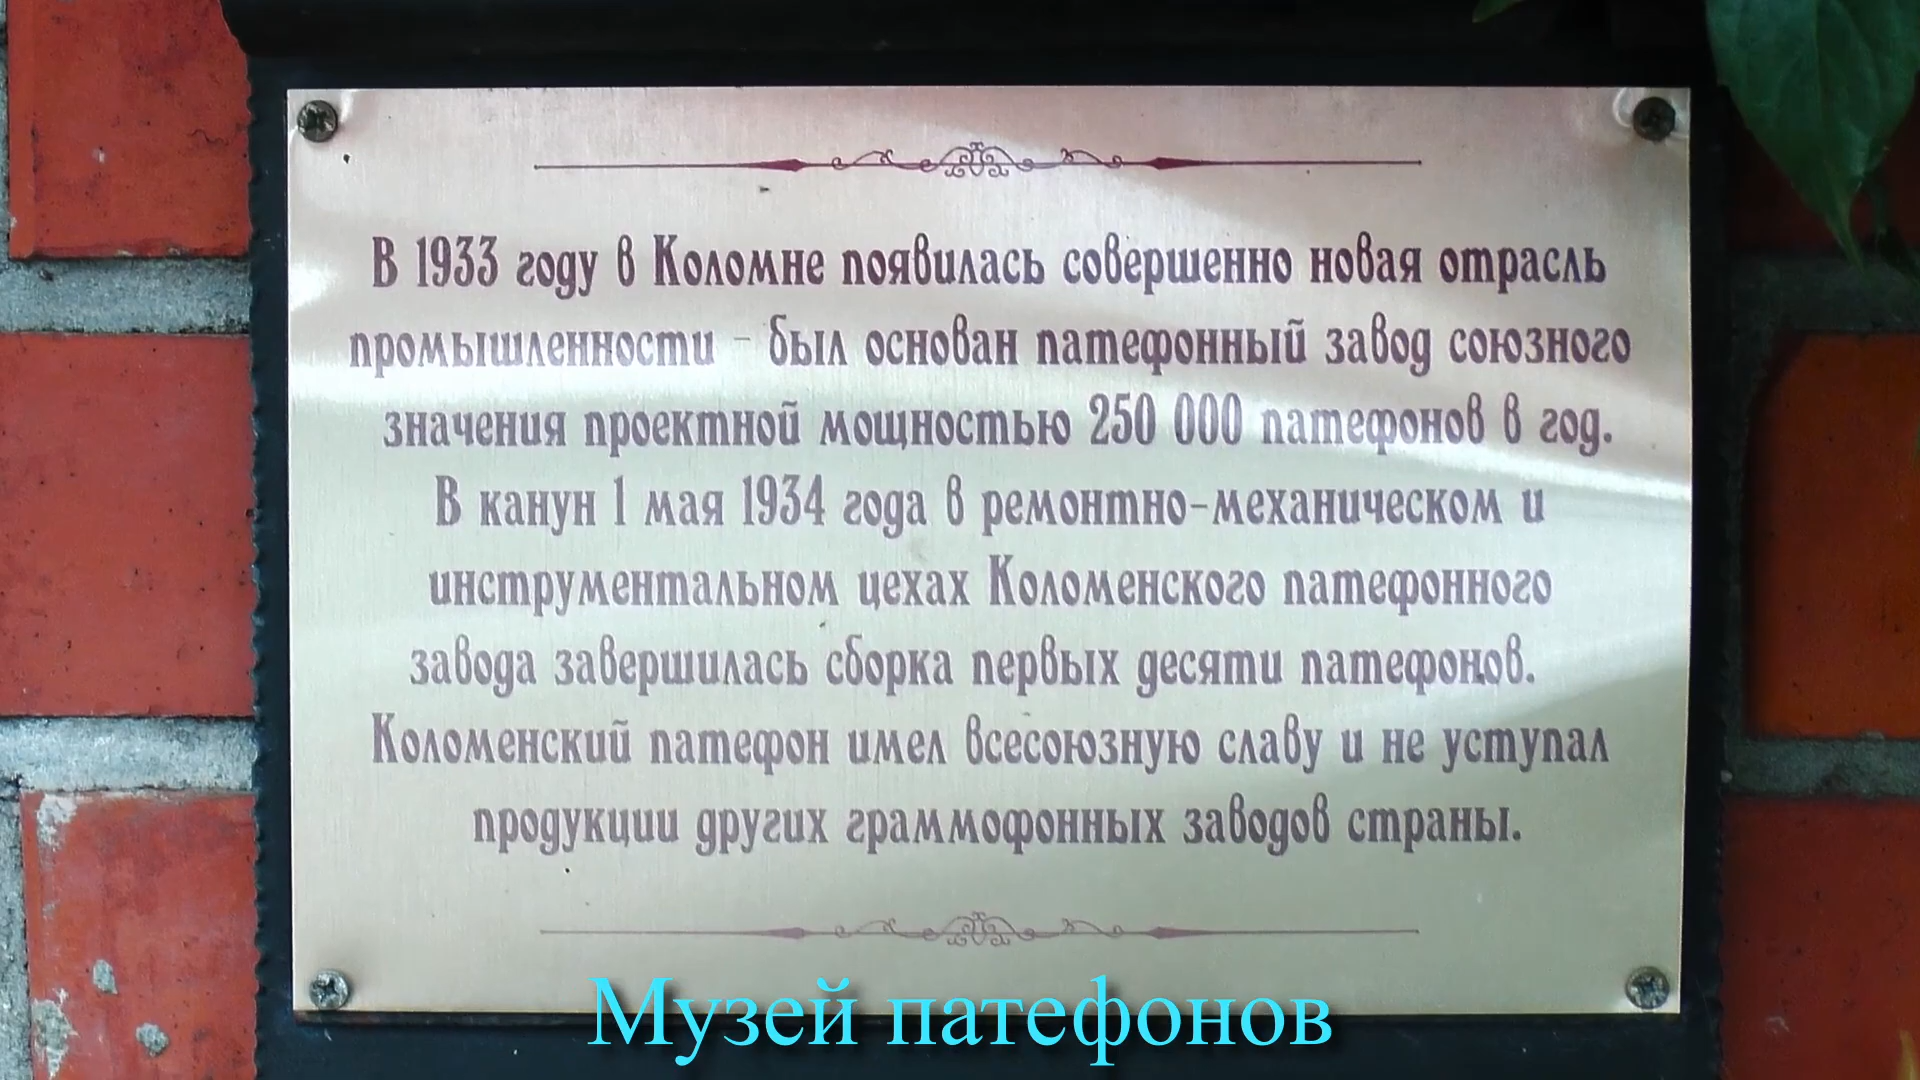 В 1933 году в Коломне появилась совершенно новая отрасль
промышленности - был основан патефонный завод союзного
значения проектной мощностью 250 000 патефонов в год.
В канун 1 мая 1934 года в ремонтно-механическом и
инструментальном цехах Коломенского патефонного
завода завершилась сборка первых десяти патефонов.
Коломенский патефон имел всесоюзную славу и не уступал
продукции других граммофонных заводов страны.
Музей патефонов